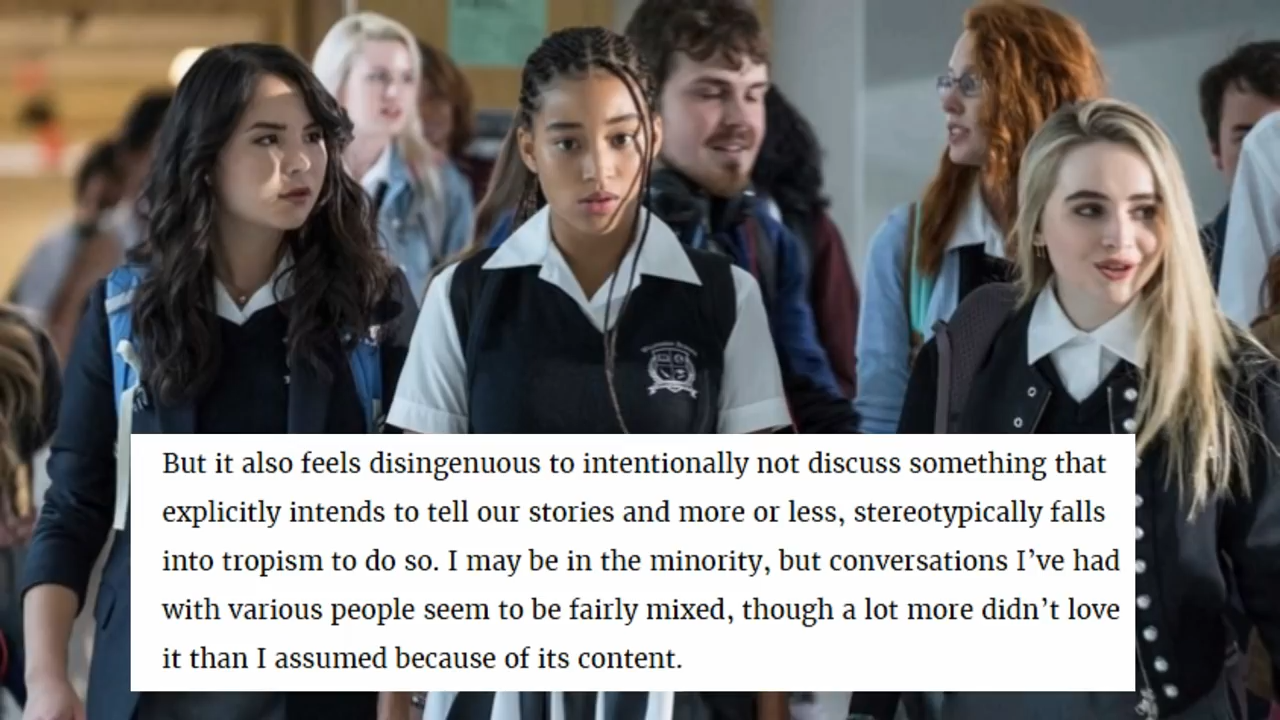 But it also feels disingenuous to intentionally not discuss something that
explicitly intends to tell our stories and more or less, stereotypically falls
into tropism to do so. I may be in the minority, but conversations I’ve had
with various people seem to be fairly mixed, though a lot more didn’t love
it than I assumed because of its content.